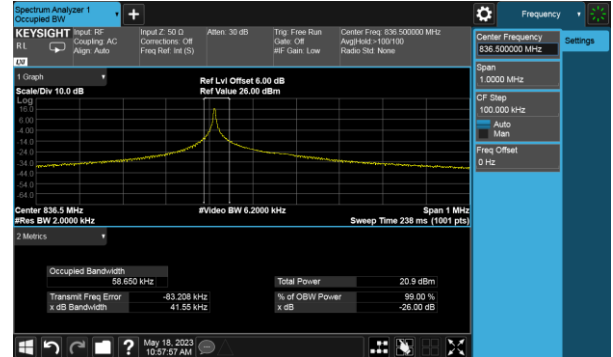 Spectrum Analyzer 1
Occupied BW
KEYSIGHT
RL
LXI
Input: RF
Coupling: AC
Align: Auto
Input Z: 50 Ω
Corrections: Off
Freq Ref: Int (S)
Atten: 30 dB
Trig: Free Run
Gate: Off
#IF Gain: Low
Center Freq: 836.500000 MHz
Avg|Hold:>100/100
Radio Std: None
1 Graph
Scale/Div 10.0 dB
Ref Lvl Offset 6.00 dB
Ref Value 26.00 dBm
Log
16.0
6.00
-4.00
-14.0
-24.0
-34.0
-44.0
-54.0
-64.0
Center 836.5 MHz
#Res BW 2.0000 kHz
#Video BW 6.2000 kHz
Span 1 MHz
Sweep Time 238 ms (1001 pts)
2 Metrics
Occupied Bandwidth
58.650 kHz
Total Power 20.9 dBm
Transmit Freq Error -83.208 kHz
% of OBW Power 99.00 %
x dB Bandwidth 41.55 kHz
x dB -26.00 dB
May 18, 2023
10:57:57 AM
?
Frequency
Settings
Center Frequency
836.500000 MHz
Span
1.0000 MHz
CF Step
100.000 kHz
Auto
Man
Freq Offset
0 Hz